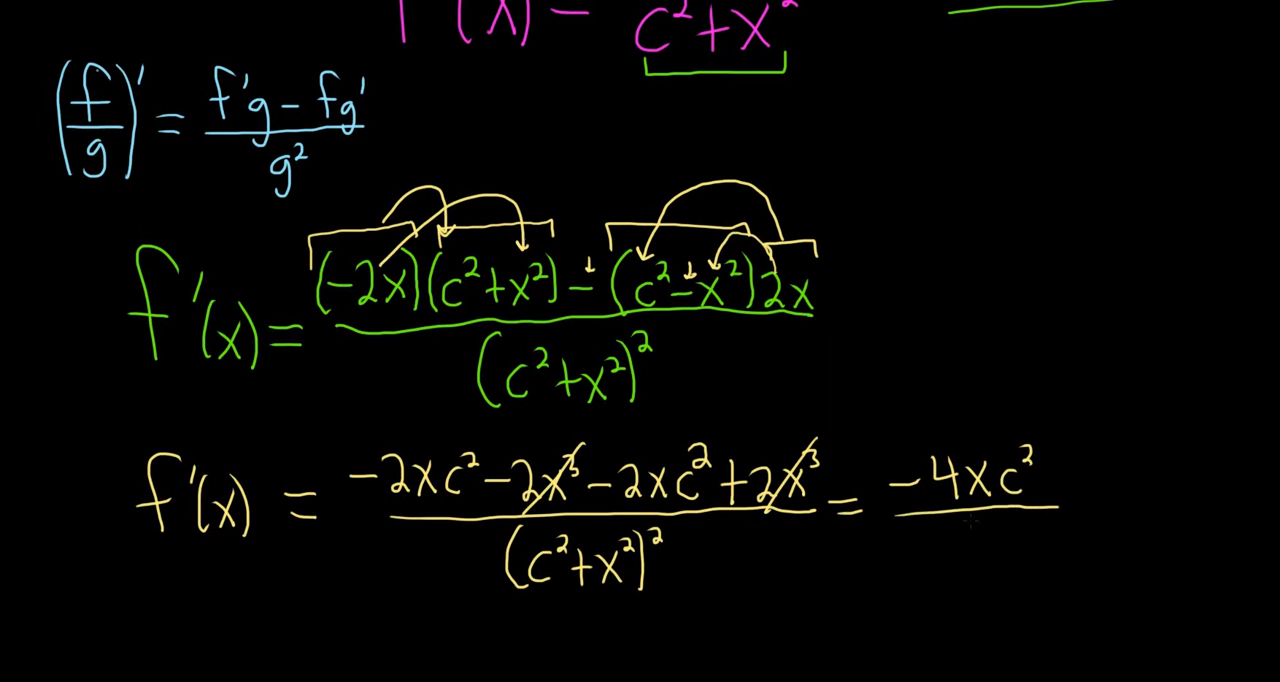 f'(x) = / c² + x²
(f/g)' = (f'g - fg') / g²
f'(x) = ((-2x)(c² + x²) - (c² - x²)2x) / (c² + x²)²
f'(x) = (-2xc² - 2x³ - 2xc² + 2x³) / (c² + x²)² = -4xc²